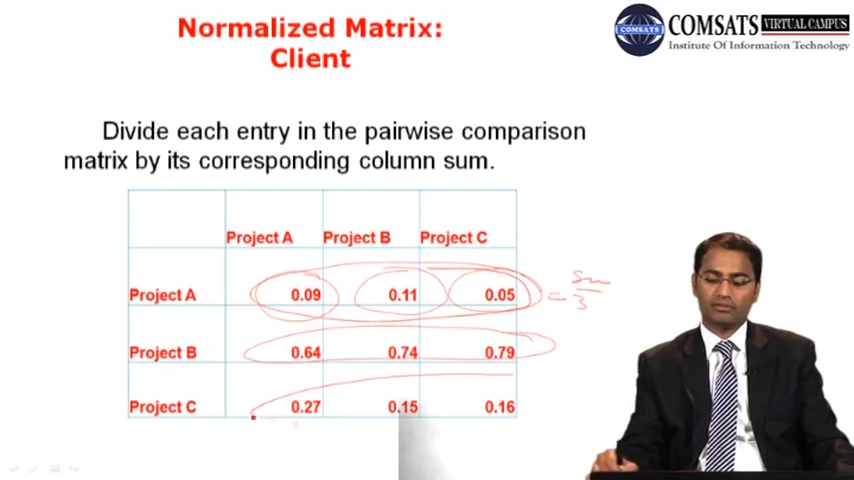 Normalized Matrix:
Client
COMSATS
COMSATS VIRTUAL CAMPUS
Institute Of Information Technology
Divide each entry in the pairwise comparison
matrix by its corresponding column sum.
Project A Project B Project C
Project A 0.09 0.11 0.05
= Sum
3
Project B 0.64 0.74 0.79
Project C 0.27 0.15 0.16